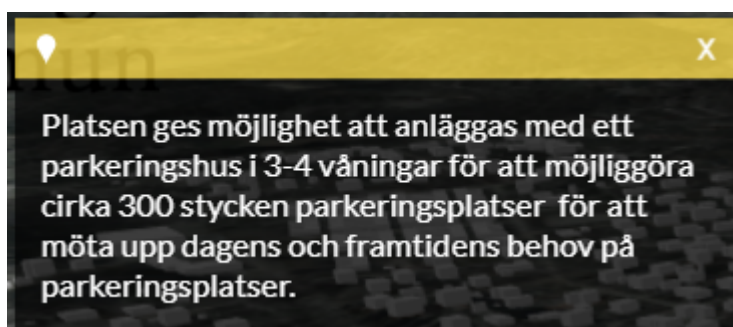 mun
X
Platsen ges möjlighet att anläggas med ett
parkeringshus i 3-4 våningar för att möjliggöra
cirka 300 stycken parkeringsplatser för att
möta upp dagens och framtidens behov på
parkeringsplatser.